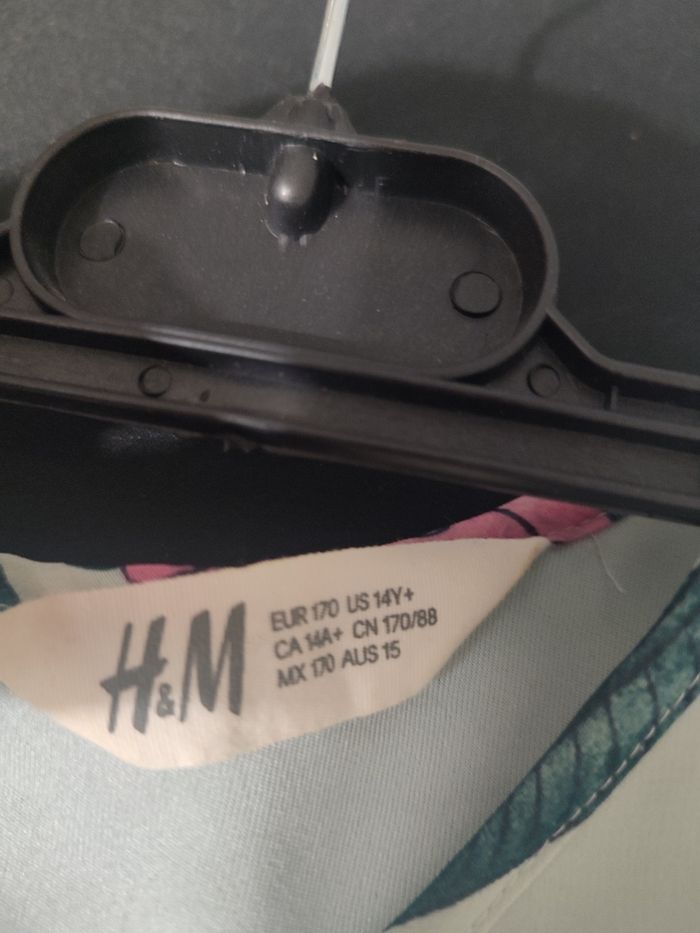 H&M
EUR 170 US 14Y+
CA 14A+ CN 170/88
MX 170 AUS 15